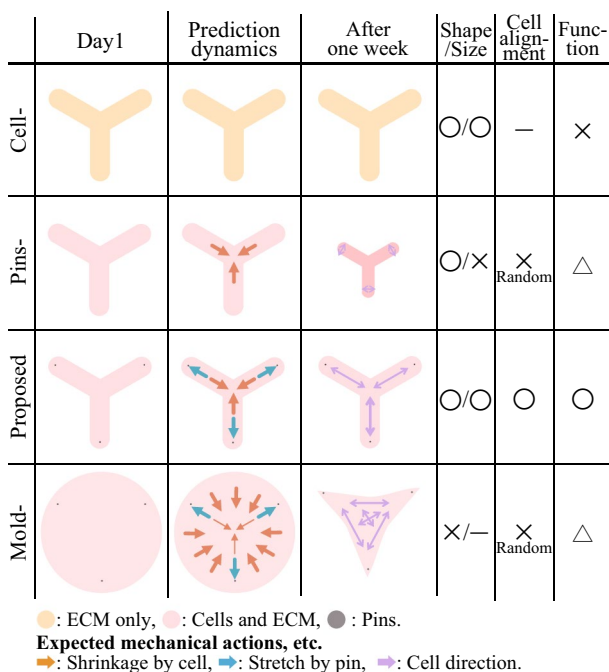 Day1
Prediction dynamics
After one week
Shape /Size
Cell align- ment
Func- tion
Cell-
○/○
—
×
Pins-
○/×
×
Random
△
Proposed
○/○
○
○
Mold-
×/—
×
Random
△
: ECM only, : Cells and ECM, : Pins.
Expected mechanical actions, etc.
: Shrinkage by cell, : Stretch by pin, : Cell direction.